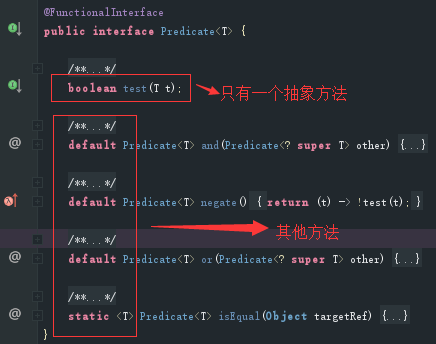 @FunctionalInterface
public interface Predicate<T> {
/**...*/
boolean test(T t);
只有一个抽象方法
/**...*/
default Predicate<T> and(Predicate<? super T> other) {...}
/**...*/
default Predicate<T> negate() { return (t) -> !test(t); }
其他方法
/**...*/
default Predicate<T> or(Predicate<? super T> other) {...}
/**...*/
static <T> Predicate<T> isEqual(Object targetRef) {...}
}